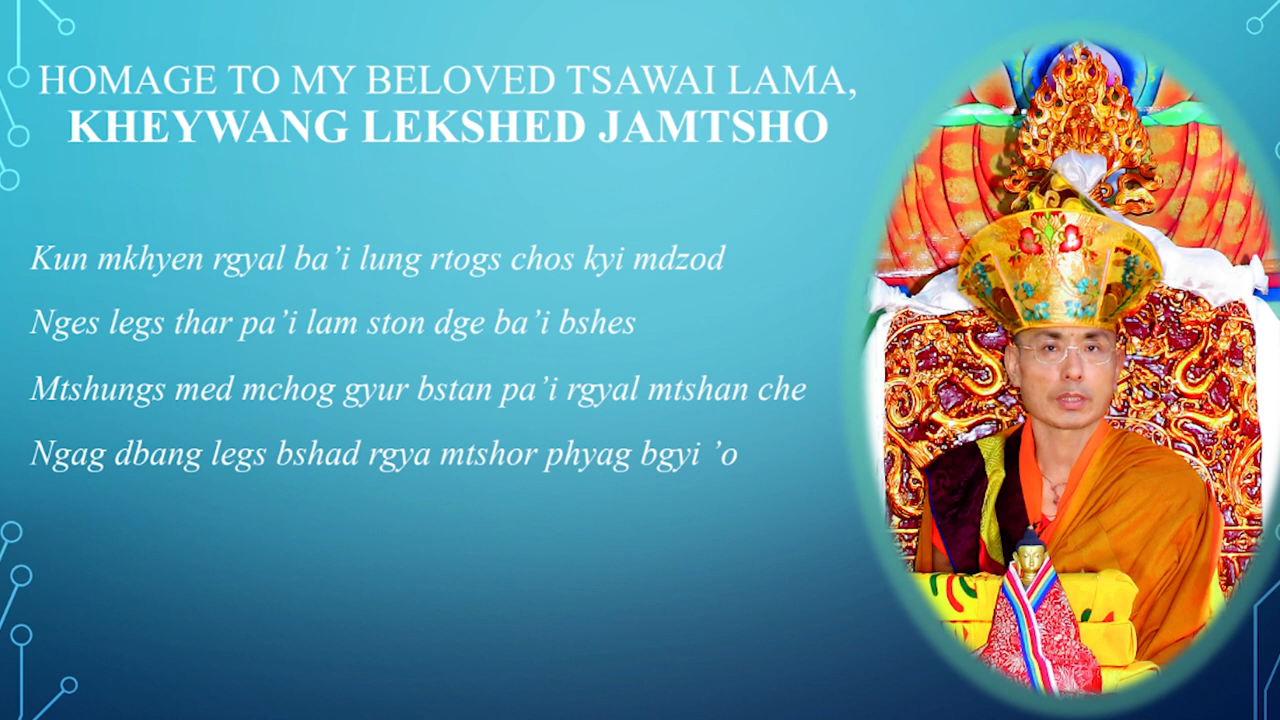 HOMAGE TO MY BELOVED TSAWAI LAMA,
KHEYWANG LEKSHED JAMTSHO
Kun mkhyen rgyal ba’i lung rtogs chos kyi mdzod
Nges legs thar pa’i lam ston dge ba’i bshes
Mtshungs med mchog gyur bstan pa’i rgyal mtshan che
Ngag dbang legs bshad rgya mtshor phyag bgyi ’o